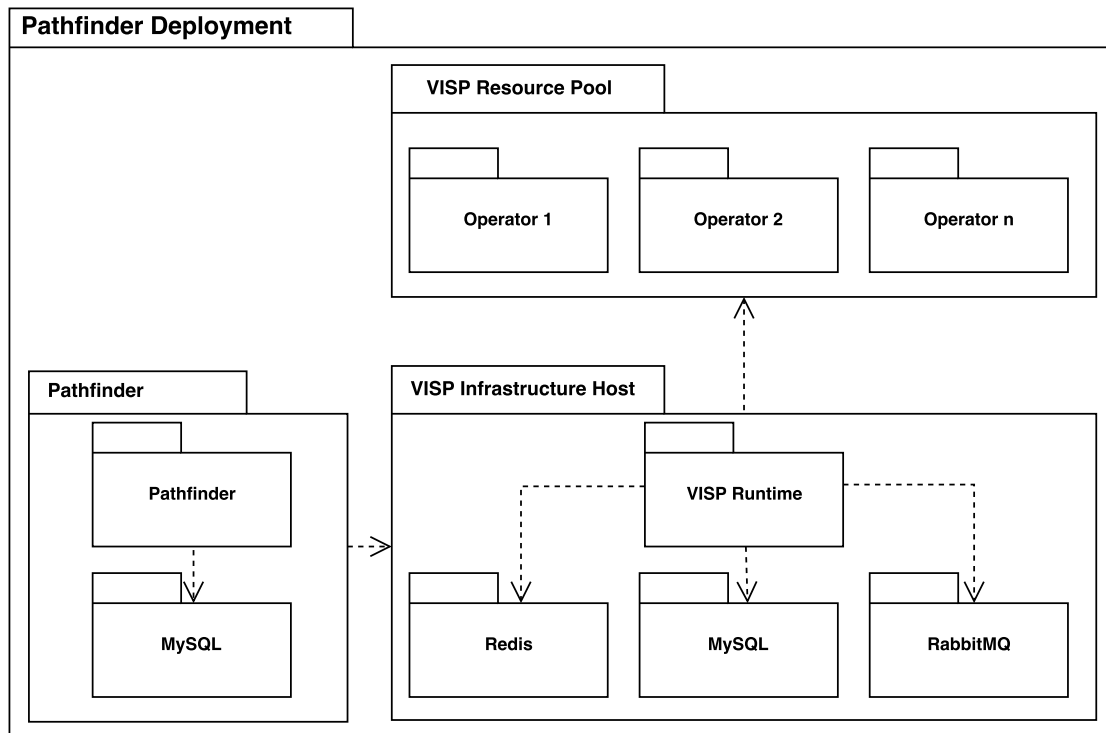 Pathfinder Deployment
VISP Resource Pool
Operator 1
Operator 2
Operator n
Pathfinder
Pathfinder
MySQL
VISP Infrastructure Host
VISP Runtime
Redis
MySQL
RabbitMQ